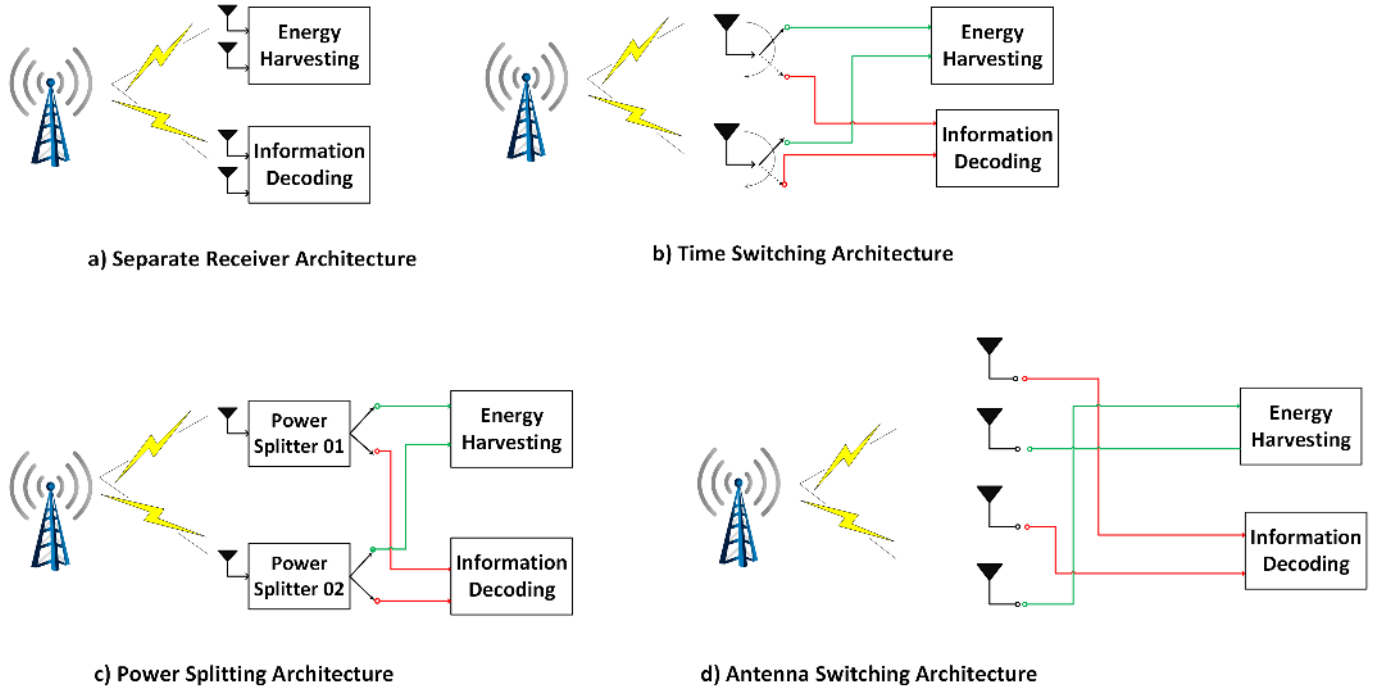 Energy
Harvesting
Information
Decoding
a) Separate Receiver Architecture
Energy
Harvesting
Information
Decoding
b) Time Switching Architecture
Power
Splitter 01
Energy
Harvesting
Power
Splitter 02
Information
Decoding
c) Power Splitting Architecture
Energy
Harvesting
Information
Decoding
d) Antenna Switching Architecture